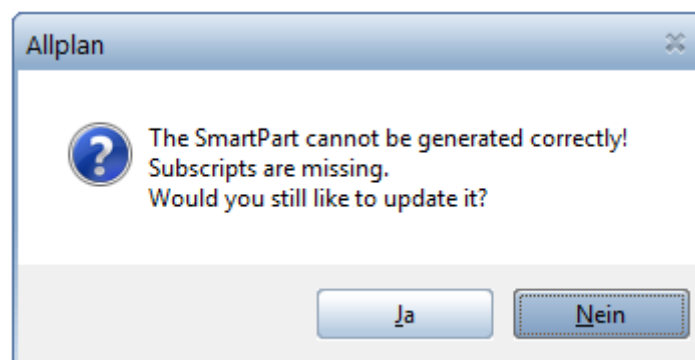 Allplan
The SmartPart cannot be generated correctly!
Subscripts are missing.
Would you still like to update it?
Ja
Nein